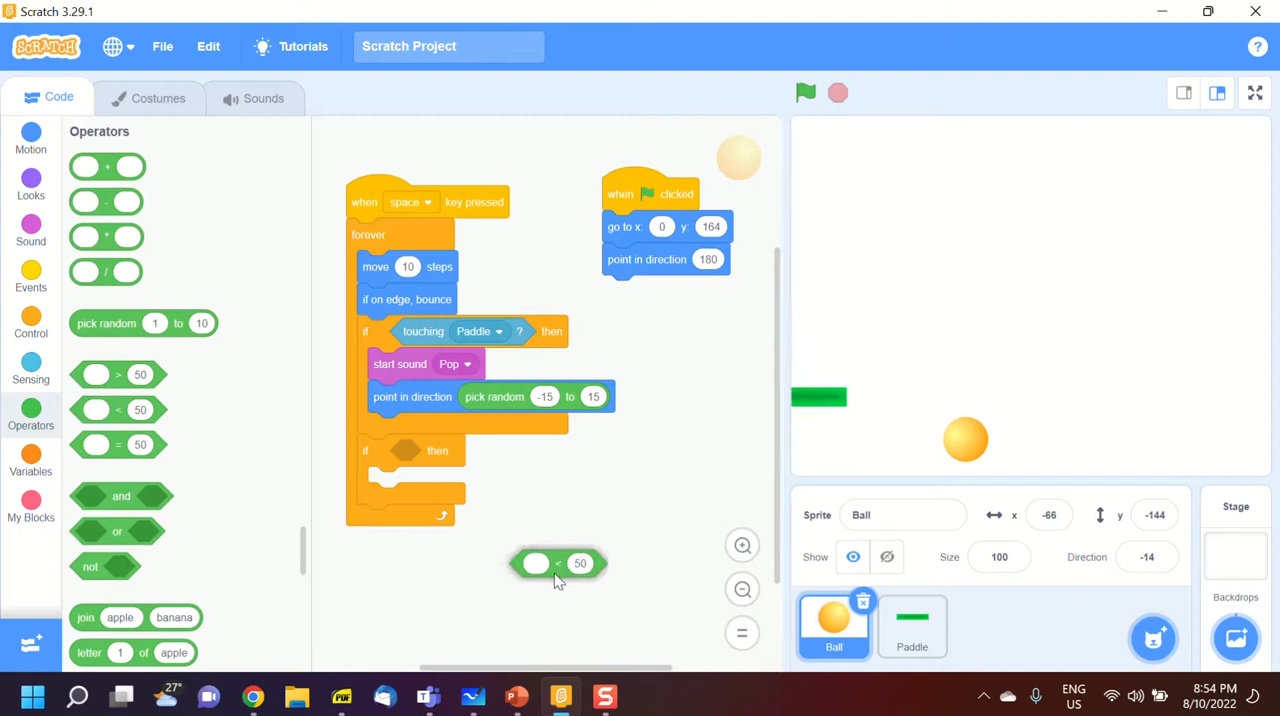 Scratch 3.29.1
SCRATCH File Edit Tutorials Scratch Project ?
Code Costumes Sounds
Motion
Looks
Sound
Events
Control
Sensing
Operators
Variables
My Blocks
Operators
+
-
*
/
pick random 1 to 10
> 50
< 50
= 50
and
or
not
join apple banana
letter 1 of apple
when space key pressed
forever
move 10 steps
if on edge, bounce
if touching Paddle ? then
start sound Pop
point in direction pick random -15 to 15
if then
when clicked
go to x: 0 y: 164
point in direction 180
< 50
Sprite Ball x -66 y -144
Show Size 100 Direction -14
Ball
Paddle
Stage
Backdrops
27°
PDF
ENG
US
8:54 PM
8/10/2022